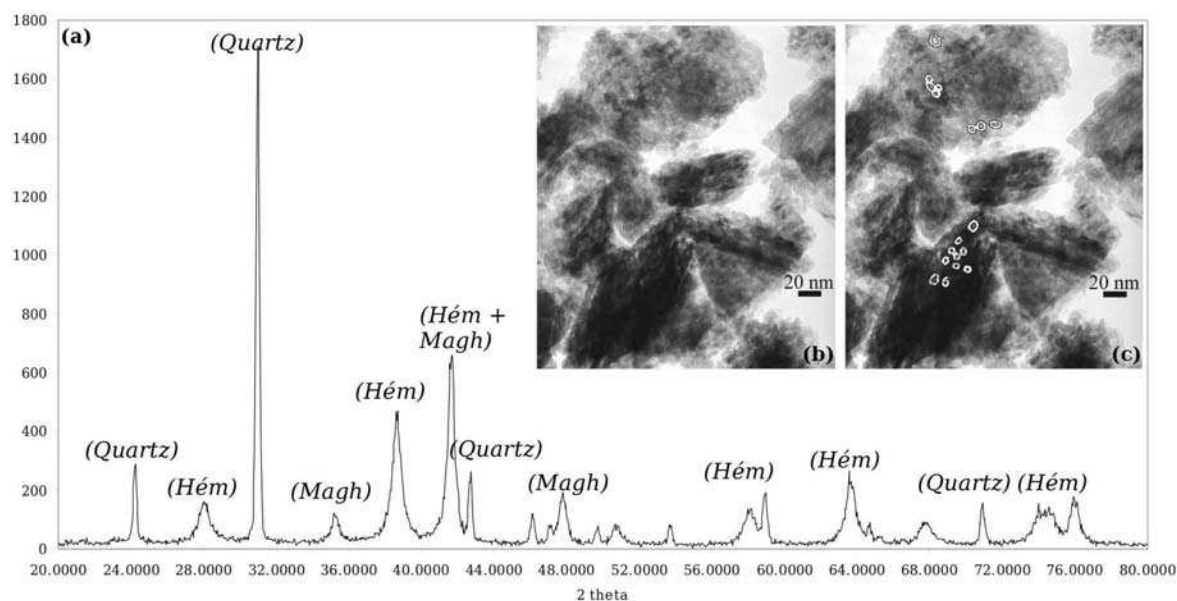 1800
1600
1400
1200
1000
800
600
400
200
0
(a)
(Quartz)
(Hém)
(Quartz)
(Magh)
(Hém)
(Hém +
Magh)
(Quartz)
(Magh)
(Hém)
(Hém)
(Quartz) (Hém)
20 nm
(b)
20 nm
(c)
20.0000 24.0000 28.0000 32.0000 36.0000 40.0000 44.0000 48.0000 52.0000 56.0000 60.0000 64.0000 68.0000 72.0000 76.0000 80.0000
2 theta